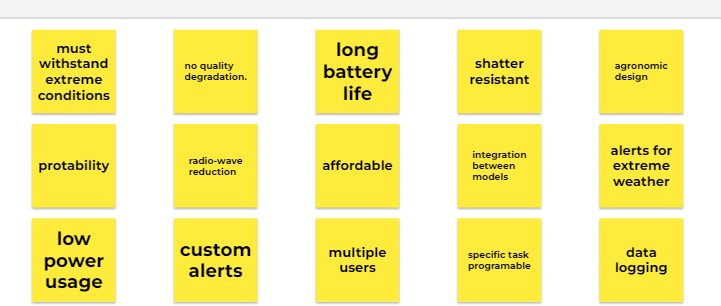 must
withstand
extreme
conditions
no quality
degradation.
long
battery
life
shatter
resistant
agronomic
design
protability
radio-wave
reduction
affordable
integration
between
models
alerts for
extreme
weather
low
power
usage
custom
alerts
multiple
users
specific task
programable
data
logging